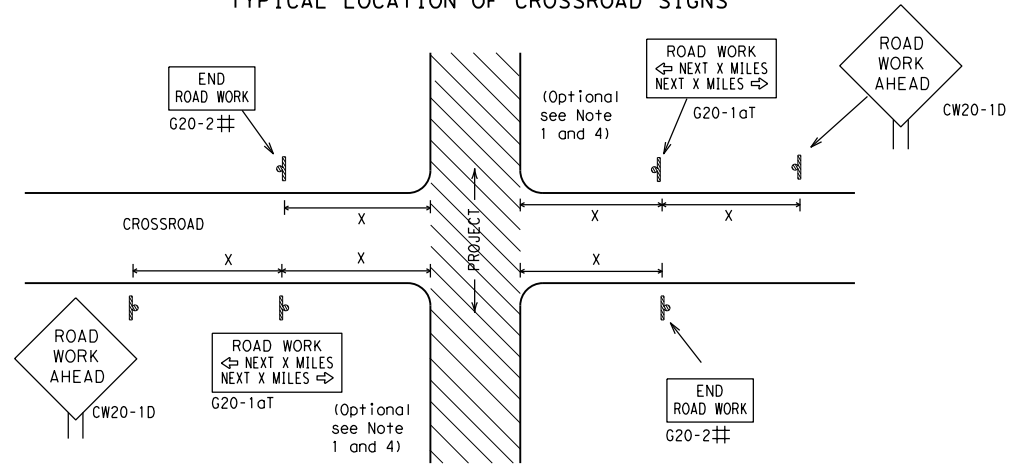 TYPICAL LOCATION OF CROSSROAD SIGNS
END
ROAD WORK
G20-2#
(Optional
see Note
1 and 4)
ROAD WORK
⇦ NEXT X MILES
NEXT X MILES ⇨
G20-1aT
ROAD
WORK
AHEAD
CW20-1D
X
X
X
CROSSROAD
PROJECT
X
X
X
ROAD
WORK
AHEAD
CW20-1D
ROAD WORK
⇦ NEXT X MILES
NEXT X MILES ⇨
G20-1aT
(Optional
see Note
1 and 4)
END
ROAD WORK
G20-2#